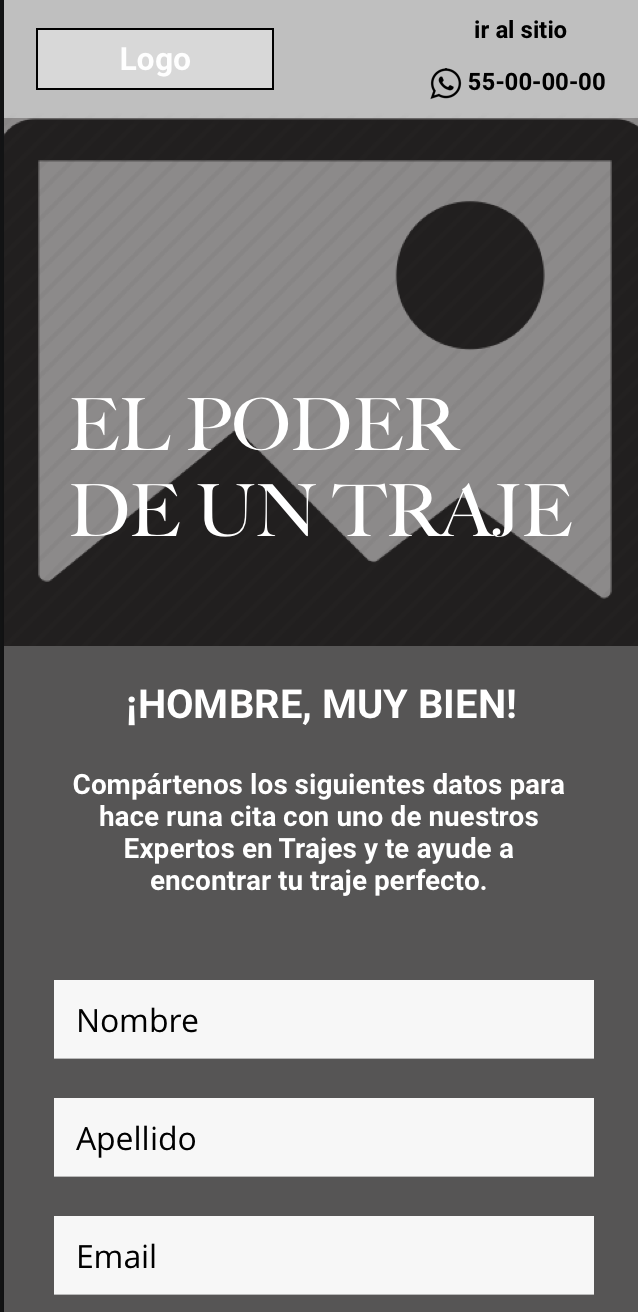 Logo
ir al sitio
55-00-00-00
EL PODER
DE UN TRAJE
¡HOMBRE, MUY BIEN!
Compártenos los siguientes datos para
hace runa cita con uno de nuestros
Expertos en Trajes y te ayude a
encontrar tu traje perfecto.
Nombre
Apellido
Email